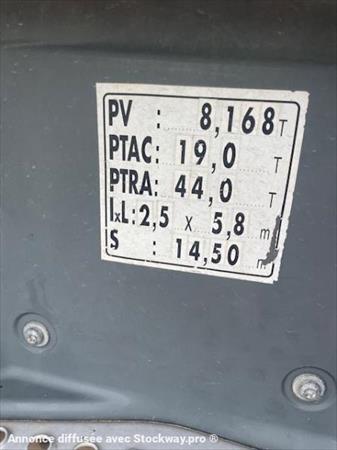 PV : 8,168 T
PTAC : 19,0 T
PTRA : 44,0 T
IxL : 2,5 x 5,8 m
S : 14,50 m
Annonce diffusée avec Stockway.pro ®